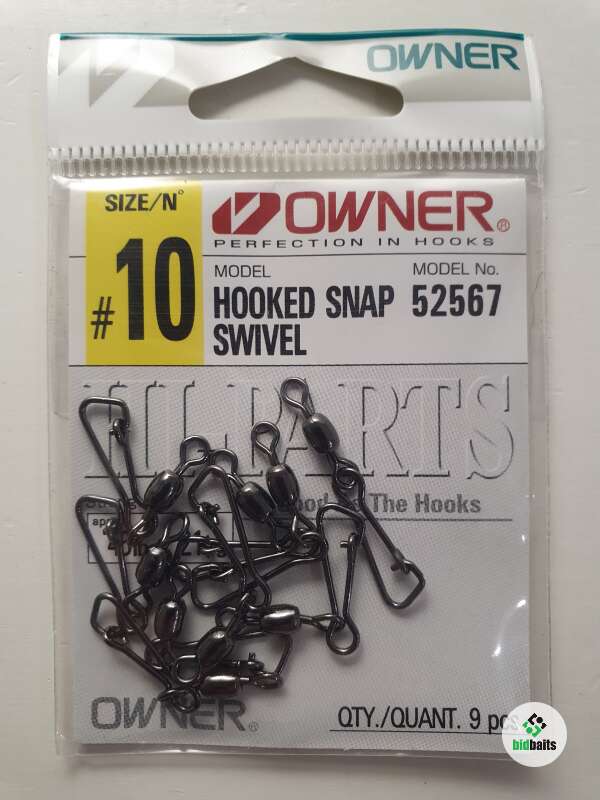 OWNER
SIZE/N°
#10
OWNER®
PERFECTION IN HOOKS
MODEL
MODEL No.
HOOKED SNAP
SWIVEL
52567
PARTS
The Hooks
OWNER®
QTY./QUANT. 9 pcs
bidbaits